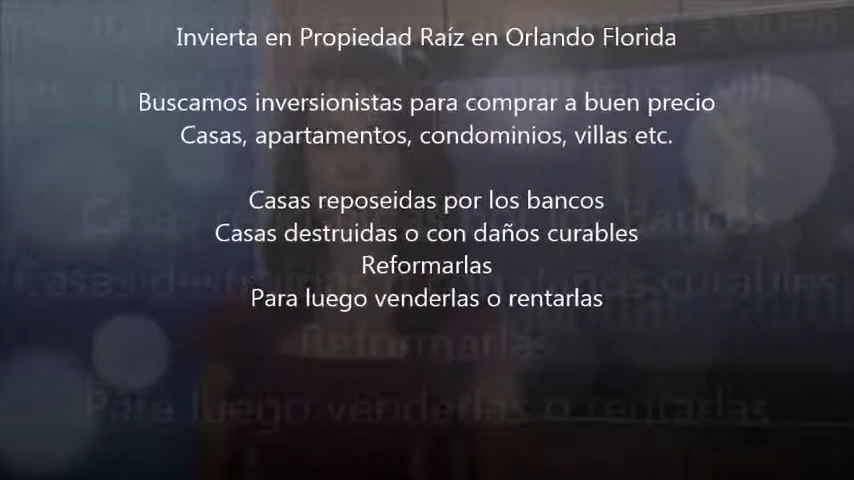 Invierta en Propiedad Raíz en Orlando Florida
Buscamos inversionistas para comprar a buen precio
Casas, apartamentos, condominios, villas etc.
Casas reposeidas por los bancos
Casas destruidas o con daños curables
Reformarlas
Para luego venderlas o rentarlas